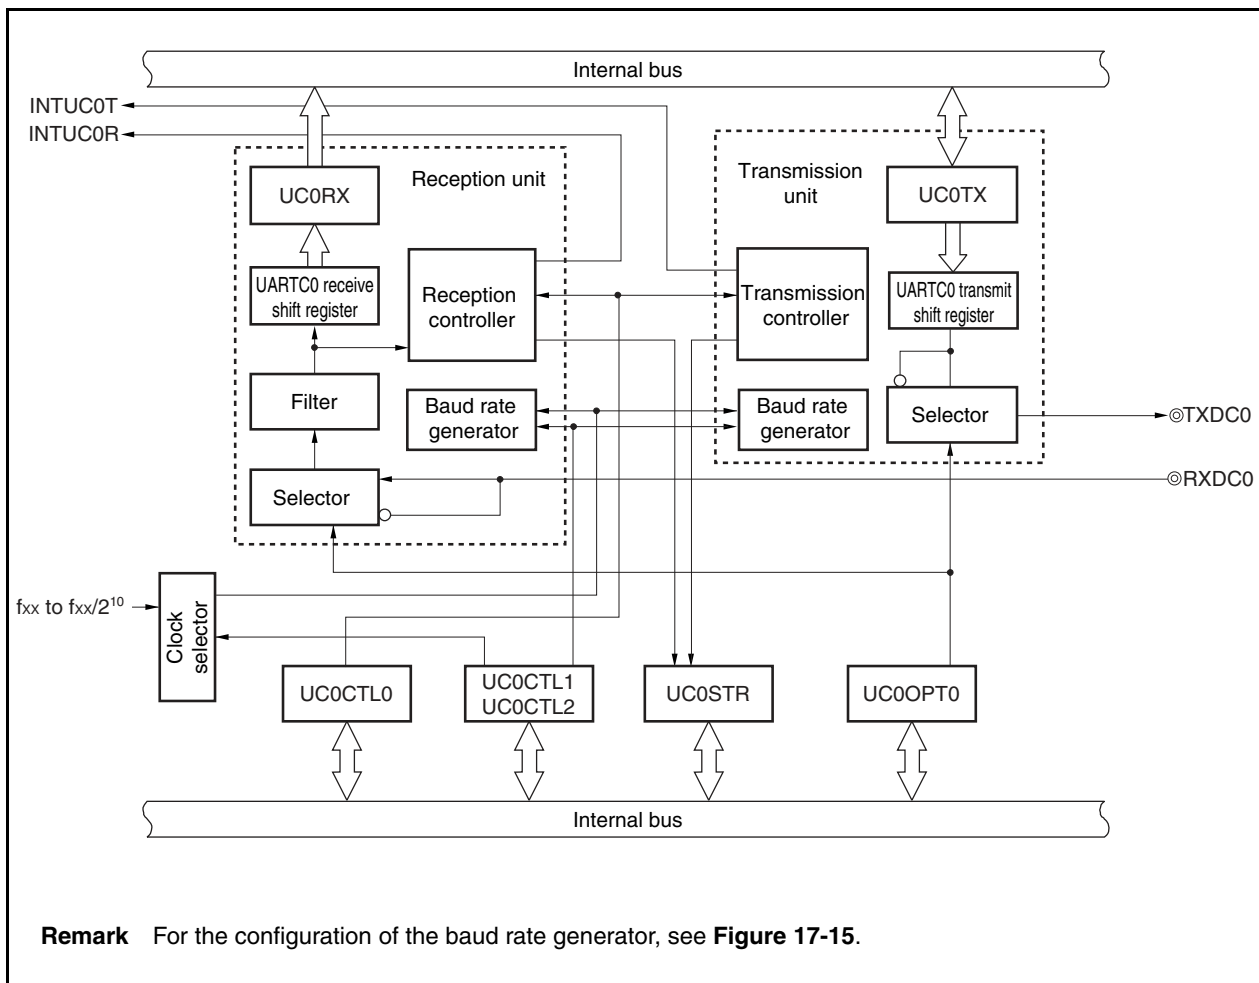 Internal bus
INTUC0T
INTUC0R
Reception unit
Transmission
unit
UC0RX
UC0TX
UARTC0 receive
shift register
Reception
controller
Transmission
controller
UARTC0 transmit
shift register
Filter
Baud rate
generator
Baud rate
generator
Selector
TXDC0
Selector
RXDC0
fxx to fxx/2¹⁰
Clock
selector
UC0CTL0
UC0CTL1
UC0CTL2
UC0STR
UC0OPT0
Internal bus
Remark For the configuration of the baud rate generator, see Figure 17-15.